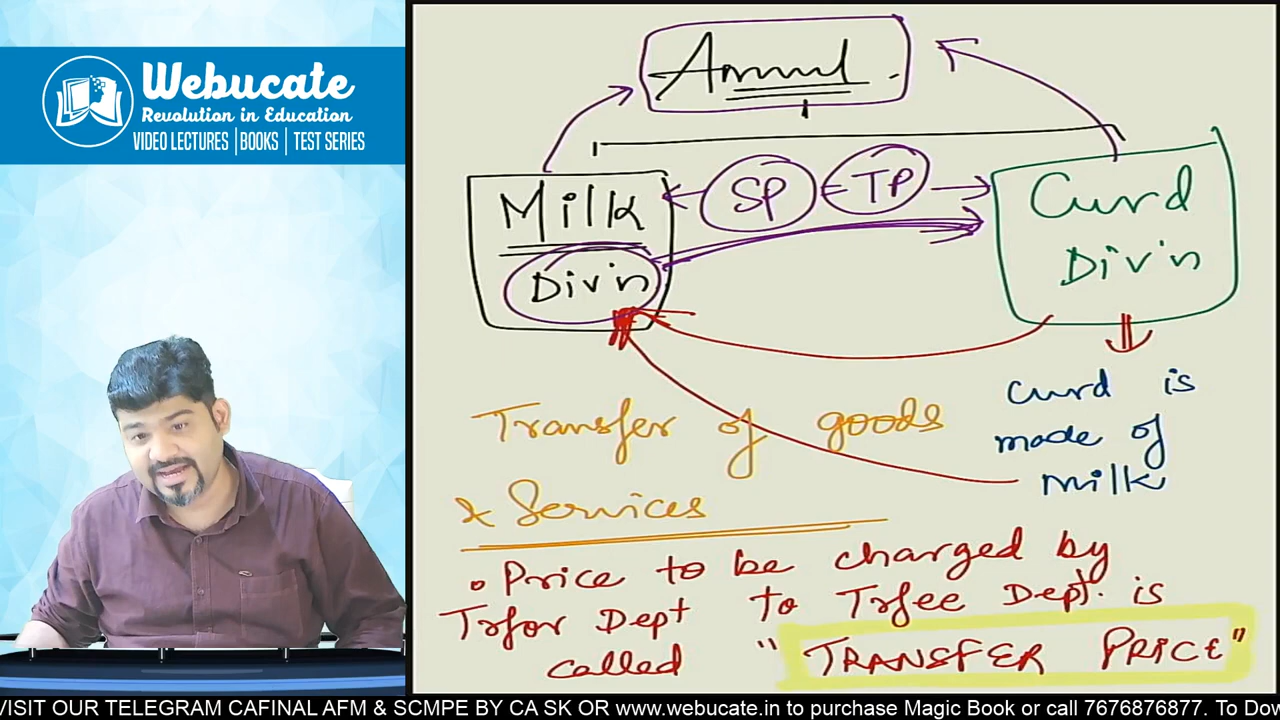 Webucate
Revolution in Education
VIDEO LECTURES | BOOKS | TEST SERIES
Amul.
Milk
Div'n
SP
TP
Curd
Div'n
Curd is
made of
Milk
Transfer of goods
& Services
• Price to be charged by
Trfor Dept to Trfee Dept. is
called "TRANSFER PRICE"
VISIT OUR TELEGRAM CAFINAL AFM & SCMPE BY CA SK OR www.webucate.in to purchase Magic Book or call 7676876877. To Dow